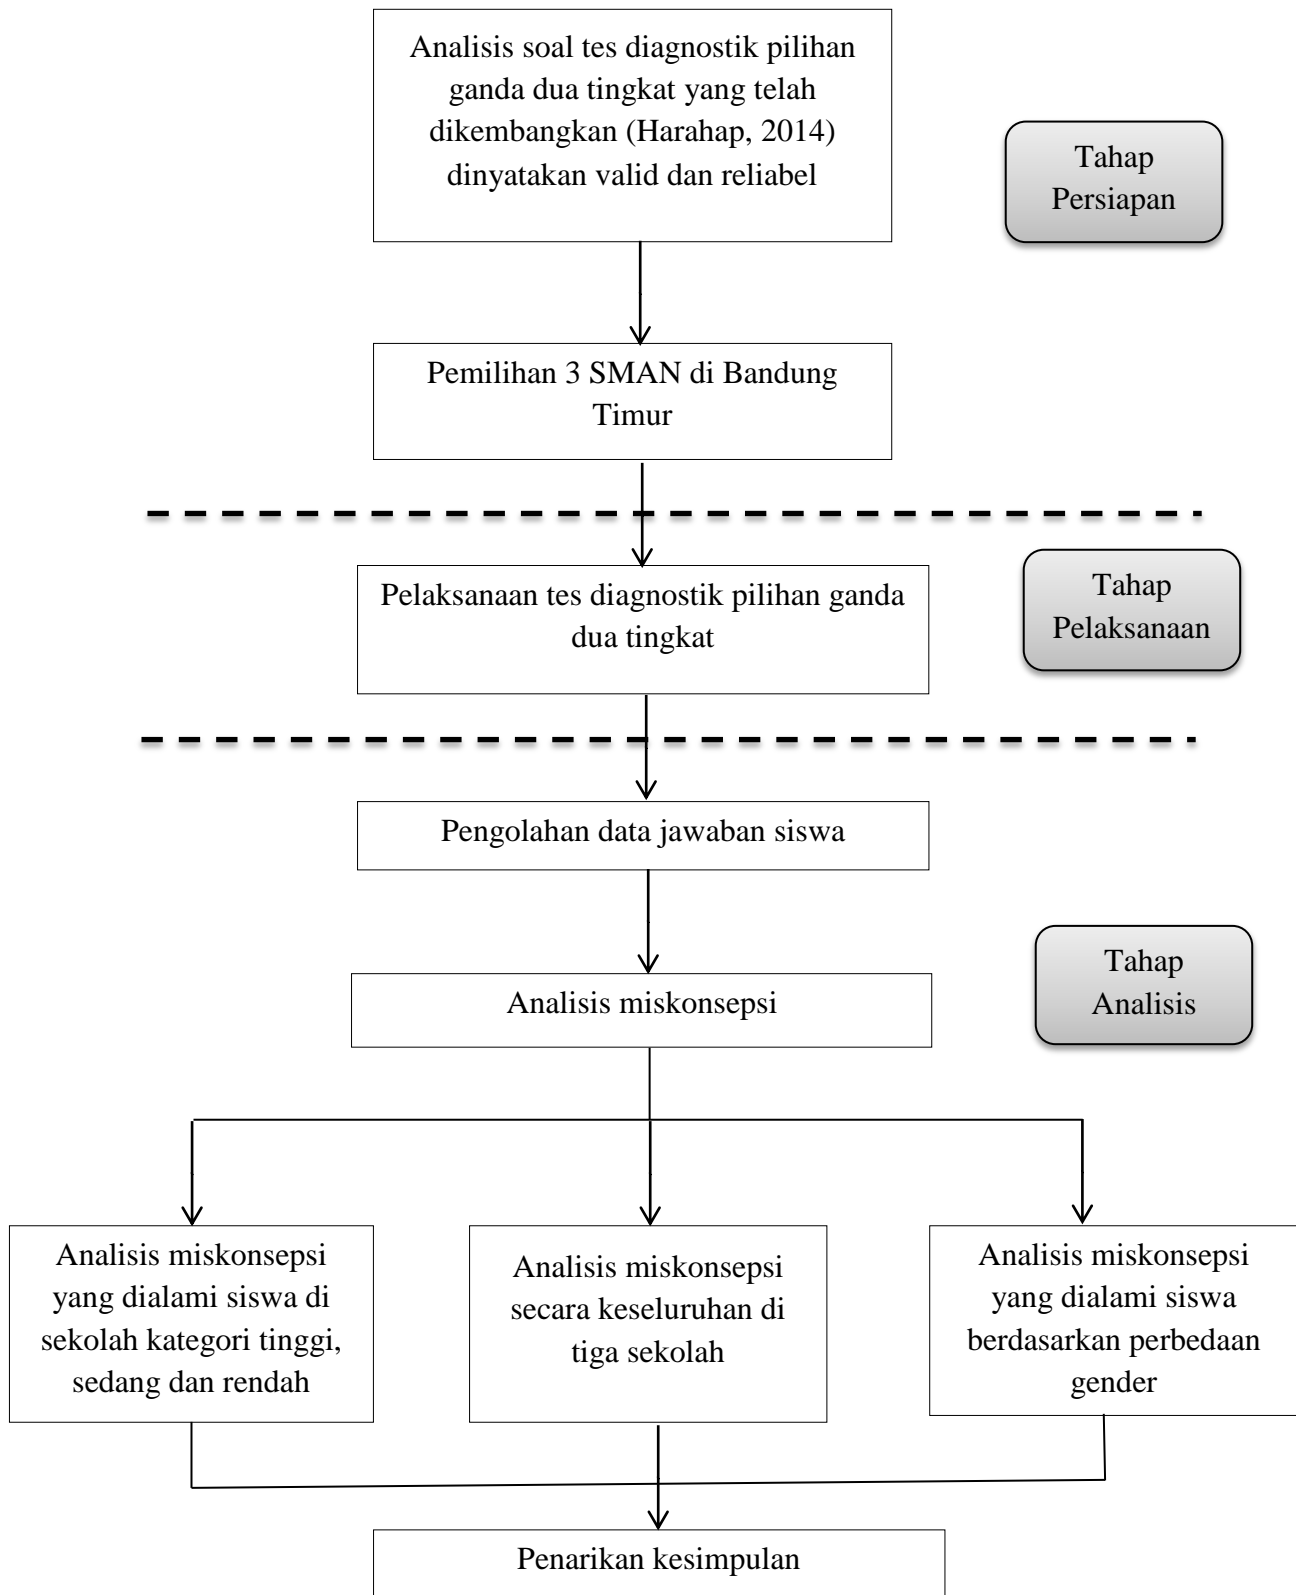 Analisis soal tes diagnostik pilihan
ganda dua tingkat yang telah
dikembangkan (Harahap, 2014)
dinyatakan valid dan reliabel
Tahap
Persiapan
Pemilihan 3 SMAN di Bandung
Timur
Pelaksanaan tes diagnostik pilihan ganda
dua tingkat
Tahap
Pelaksanaan
Pengolahan data jawaban siswa
Analisis miskonsepsi
Tahap
Analisis
Analisis miskonsepsi
yang dialami siswa di
sekolah kategori tinggi,
sedang dan rendah
Analisis miskonsepsi
secara keseluruhan di
tiga sekolah
Analisis miskonsepsi
yang dialami siswa
berdasarkan perbedaan
gender
Penarikan kesimpulan